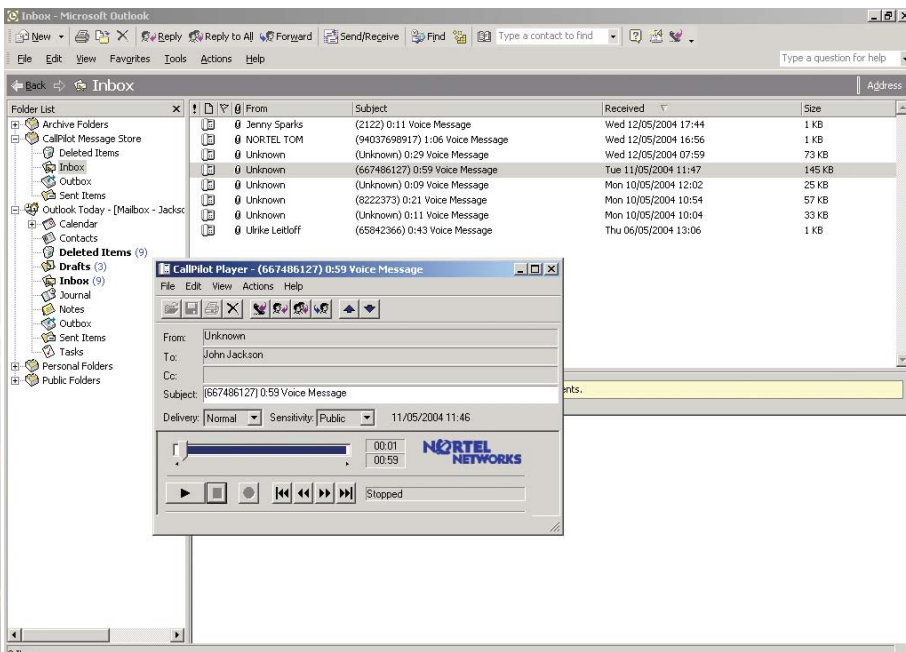 Inbox - Microsoft Outlook
New Reply Reply to All Forward Send/Receive Find Type a contact to find
File Edit View Favorites Tools Actions Help Type a question for help
Back Inbox Address
Folder List
From Subject Received Size
Archive Folders
CallPilot Message Store
Deleted Items
Inbox
Outbox
Sent Items
Outlook Today - [Mailbox - Jackso
Calendar
Contacts
Deleted Items (9)
Drafts (3)
Inbox (9)
Journal
Notes
Outbox
Sent Items
Tasks
Personal Folders
Public Folders
Jenny Sparks (2122) 0:11 Voice Message Wed 12/05/2004 17:44 1 KB
NORTEL TOM (94037698917) 1:06 Voice Message Wed 12/05/2004 16:56 1 KB
Unknown (Unknown) 0:29 Voice Message Wed 12/05/2004 07:59 73 KB
Unknown (667486127) 0:59 Voice Message Tue 11/05/2004 11:47 145 KB
Unknown (Unknown) 0:09 Voice Message Mon 10/05/2004 12:02 25 KB
Unknown (8222373) 0:21 Voice Message Mon 10/05/2004 10:54 57 KB
Unknown (Unknown) 0:11 Voice Message Mon 10/05/2004 10:04 33 KB
Ulrike Leitloff (65842366) 0:43 Voice Message Thu 06/05/2004 13:06 1 KB
CallPilot Player - (667486127) 0:59 Voice Message
File Edit View Actions Help
From: Unknown
To: John Jackson
Cc:
Subject: (667486127) 0:59 Voice Message
Delivery: Normal Sensitivity: Public 11/05/2004 11:46
00:01
00:59
NORTEL
NETWORKS
Stopped
ents.